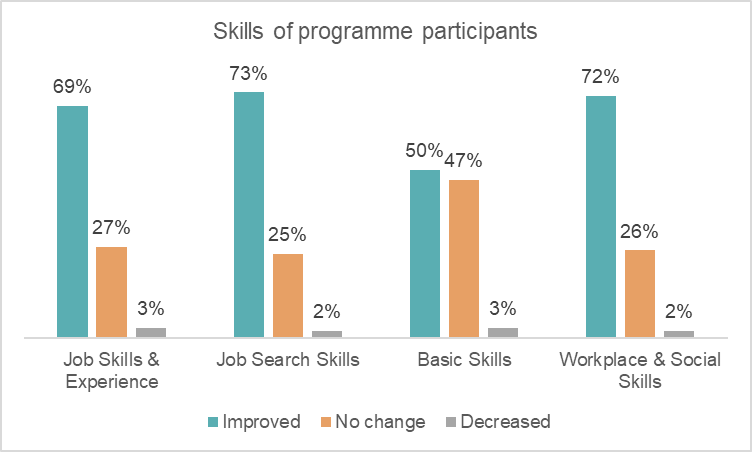 Skills of programme participants
69%
27%
3%
73%
25%
2%
50%
47%
3%
72%
26%
2%
Job Skills &
Experience
Job Search Skills
Basic Skills
Workplace & Social
Skills
Improved
No change
Decreased